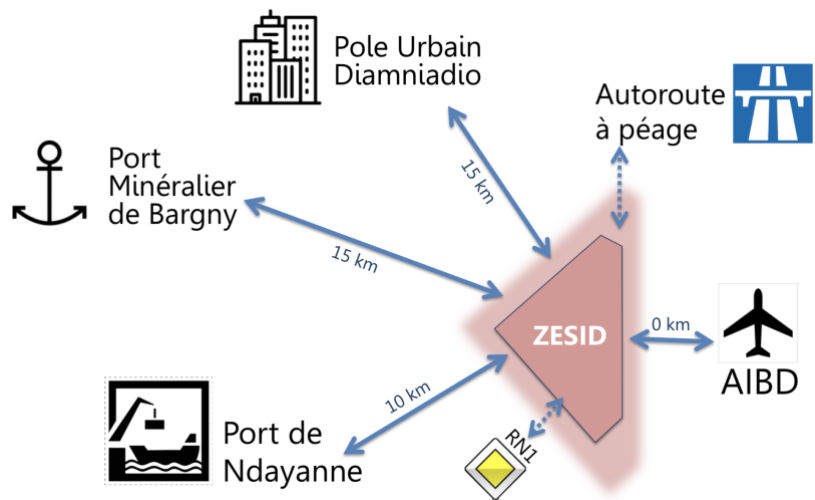 Pole Urbain
Diamniadio
Autoroute
à péage
Port
Minéralier
de Bargny
15 km
15 km
ZESID
0 km
AIBD
10 km
Port de
Ndayanne
RN1